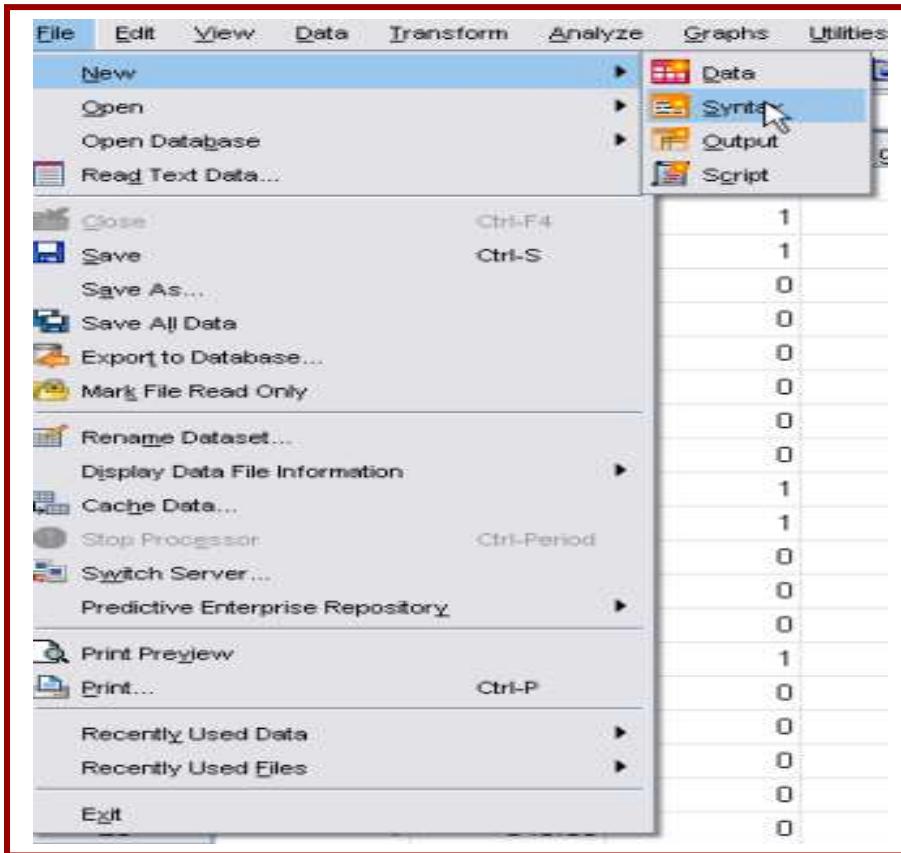 File Edit View Data Transform Analyze Graphs Utilities
New
Data
Open
Syntax
Open Database
Output
Read Text Data...
Script
Close Ctrl-F4
1
Save Ctrl-S
1
Save As...
0
Save All Data
0
Export to Database...
0
Mark File Read Only
0
0
Rename Dataset...
0
Display Data File Information
1
Cache Data...
1
Stop Processor Ctrl-Period
0
Switch Server...
0
Predictive Enterprise Repository
0
Print Preview
1
Print... Ctrl-P
0
0
Recently Used Data
0
Recently Used Files
0
Exit
0